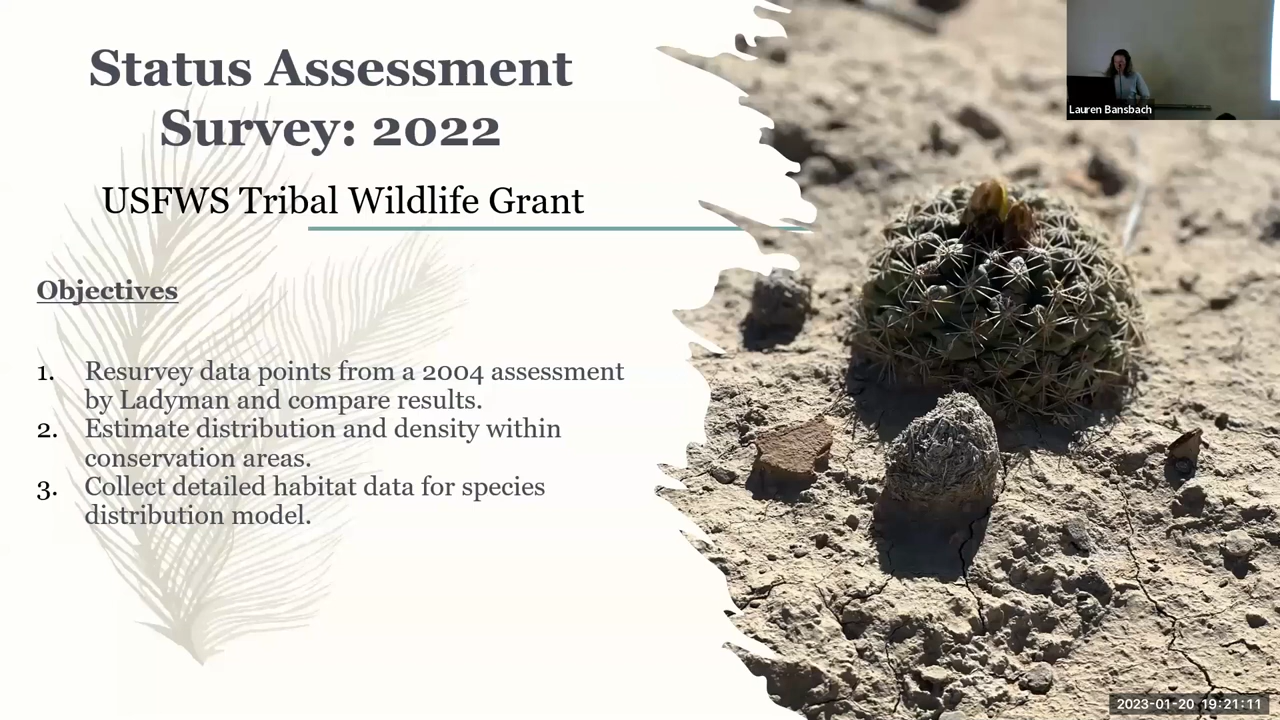 Status Assessment
Survey: 2022
USFWS Tribal Wildlife Grant
Objectives
1. Resurvey data points from a 2004 assessment
by Ladyman and compare results.
2. Estimate distribution and density within
conservation areas.
3. Collect detailed habitat data for species
distribution model.
Lauren Bansbach
2023-01-20 19:21:11